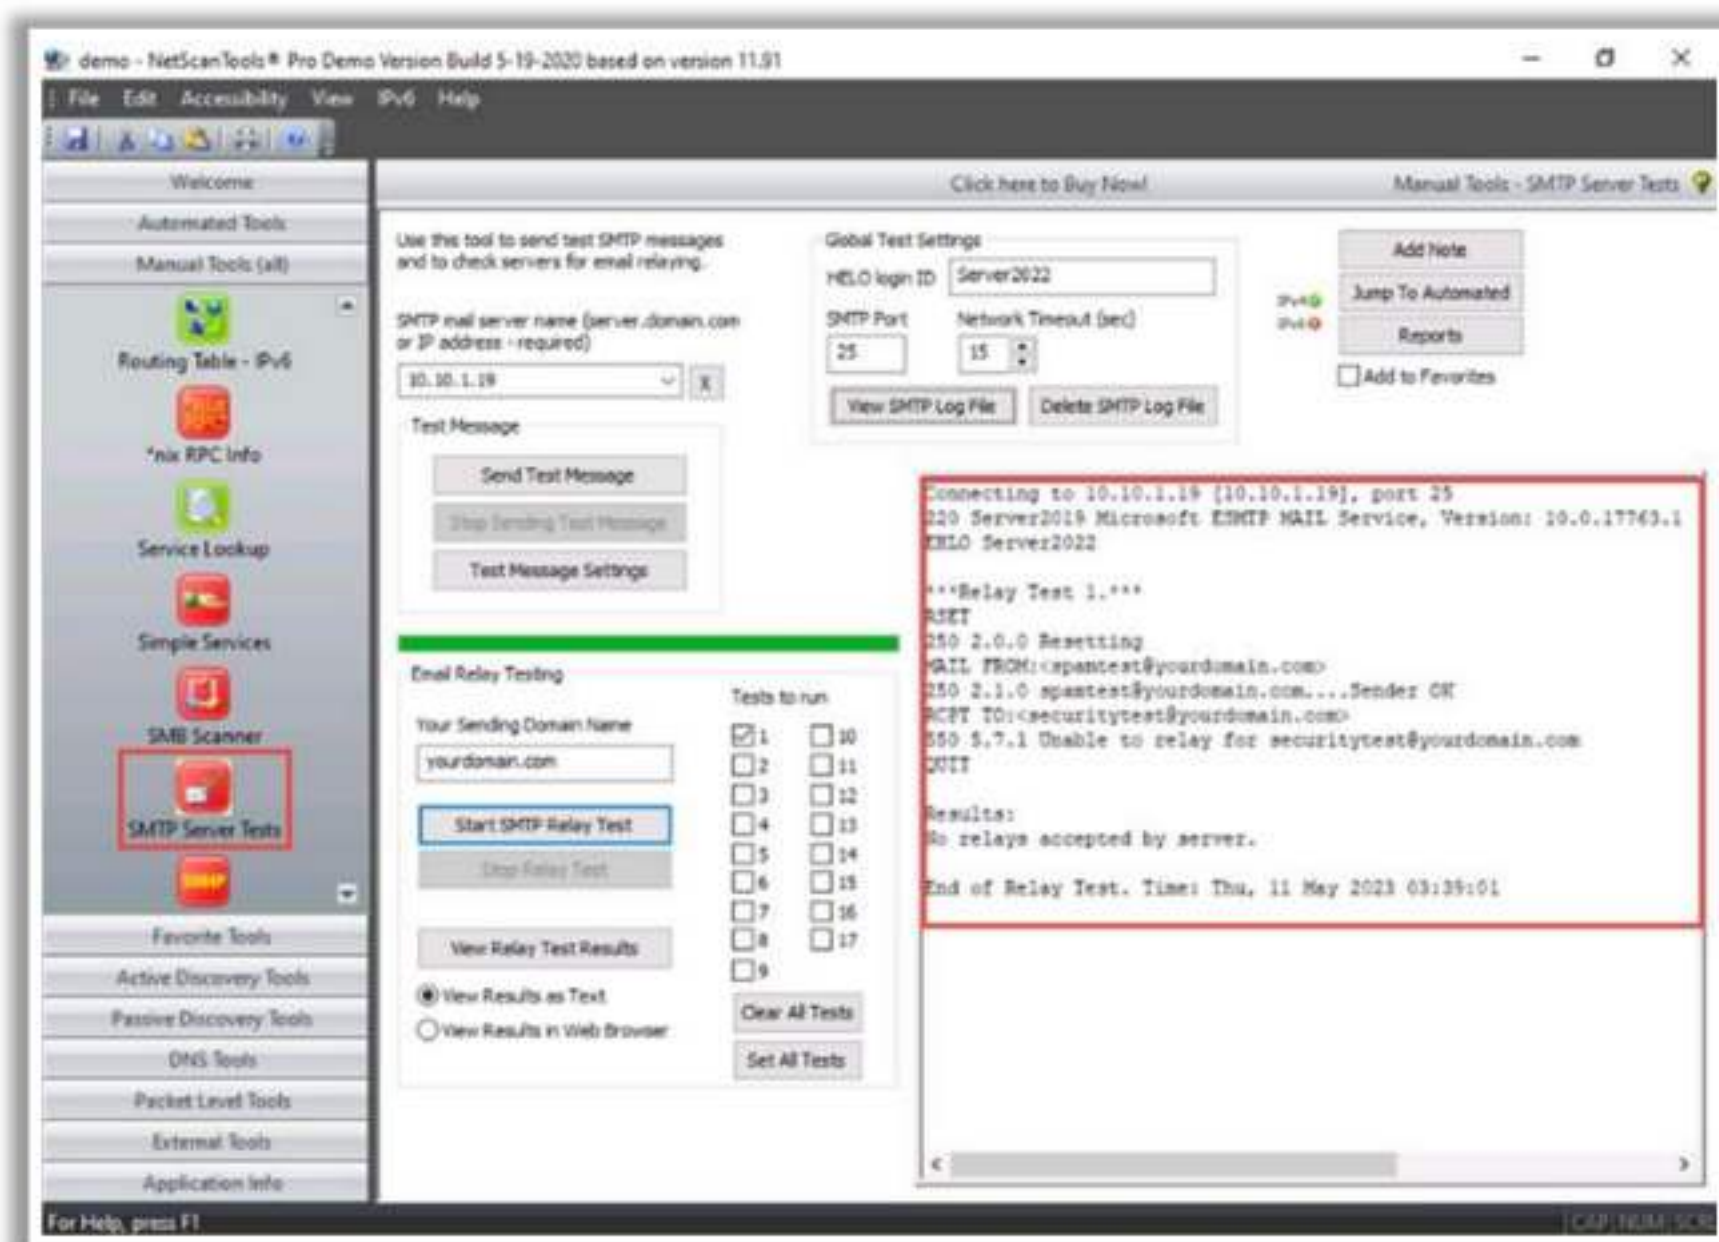 demo - NetScanTools® Pro Demo Version Build 5-19-2020 based on version 11.91
File Edit Accessibility View IPv6 Help
Welcome
Automated Tools
Manual Tools (all)
Routing Table - IPv6
*nix RPC Info
Service Lookup
Simple Services
SMB Scanner
SMTP Server Tests
SNMP
Favorite Tools
Active Discovery Tools
Passive Discovery Tools
DNS Tools
Packet Level Tools
External Tools
Application Info
Click here to Buy Now!
Manual Tools - SMTP Server Tests
Use this tool to send test SMTP messages
and to check servers for email relaying.
SMTP mail server name (server.domain.com
or IP address - required)
10.10.1.19
X
Test Message
Send Test Message
Stop Sending Test Message
Test Message Settings
Global Test Settings
HELO login ID Server2022
SMTP Port Network Timeout (sec)
25 15
View SMTP Log File Delete SMTP Log File
IPv4
IPv6
Add Note
Jump To Automated
Reports
Add to Favorites
Email Relay Testing
Your Sending Domain Name
yourdomain.com
Start SMTP Relay Test
Stop Relay Test
View Relay Test Results
View Results as Text
View Results in Web Browser
Tests to run
1 10
2 11
3 12
4 13
5 14
6 15
7 16
8 17
9
Clear All Tests
Set All Tests
Connecting to 10.10.1.19 [10.10.1.19], port 25
220 Server2019 Microsoft ESMTP MAIL Service, Version: 10.0.17763.1
EHLO Server2022
***Relay Test 1.***
RSET
250 2.0.0 Resetting
MAIL FROM:<spamtest@yourdomain.com>
250 2.1.0 spamtest@yourdomain.com....Sender OK
RCPT TO:<securitytest@yourdomain.com>
550 5.7.1 Unable to relay for securitytest@yourdomain.com
QUIT
Results:
No relays accepted by server.
End of Relay Test. Time: Thu, 11 May 2023 03:39:01
For Help, press F1
CAP NUM SCR